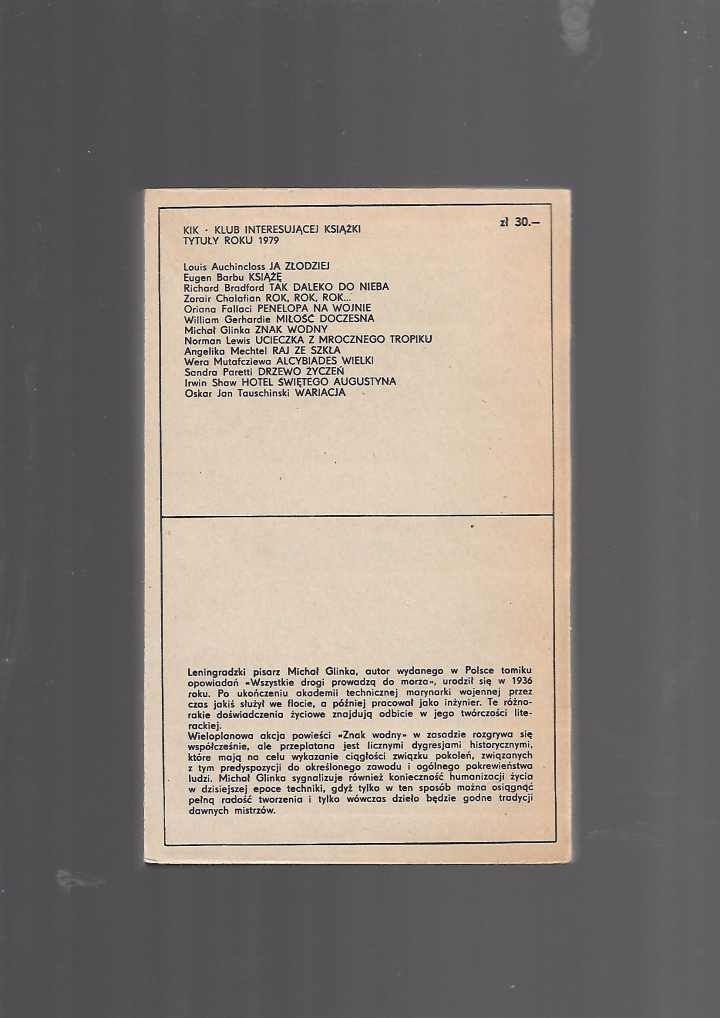 KIK · KLUB INTERESUJĄCEJ KSIĄŻKI
TYTUŁY ROKU 1979
zł 30.—
Louis Auchincloss JA ZŁODZIEJ
Eugen Barbu KSIĄŻĘ
Richard Bradford TAK DALEKO DO NIEBA
Zorair Chalafian ROK, ROK, ROK...
Oriana Fallaci PENELOPA NA WOJNIE
William Gerhardie MIŁOŚĆ DOCZESNA
Michał Glinka ZNAK WODNY
Norman Lewis UCIECZKA Z MROCZNEGO TROPIKU
Angelika Mechtel RAJ ZE SZKŁA
Wera Mutafcziewa ALCYBIADES WIELKI
Sandra Paretti DRZEWO ŻYCZEŃ
Irwin Shaw HOTEL ŚWIĘTEGO AUGUSTYNA
Oskar Jan Tauschinski WARIACJA
Leningradzki pisarz Michał Glinka, autor wydanego w Polsce tomiku
opowiadań «Wszystkie drogi prowadzą do morza», urodził się w 1936
roku. Po ukończeniu akademii technicznej marynarki wojennej przez
czas jakiś służył we flocie, a później pracował jako inżynier. Te różno-
rakie doświadczenia życiowe znajdują odbicie w jego twórczości lite-
rackiej.
Wieloplanowa akcja powieści «Znak wodny» w zasadzie rozgrywa się
współcześnie, ale przeplatana jest licznymi dygresjami historycznymi,
które mają na celu wykazanie ciągłości związku pokoleń, związanych
z tym predyspozycji do określonego zawodu i ogólnego pokrewieństwa
ludzi. Michał Glinka sygnalizuje również konieczność humanizacji życia
w dzisiejszej epoce techniki, gdyż tylko w ten sposób można osiągnąć
pełną radość tworzenia i tylko wówczas dzieło będzie godne tradycji
dawnych mistrzów.